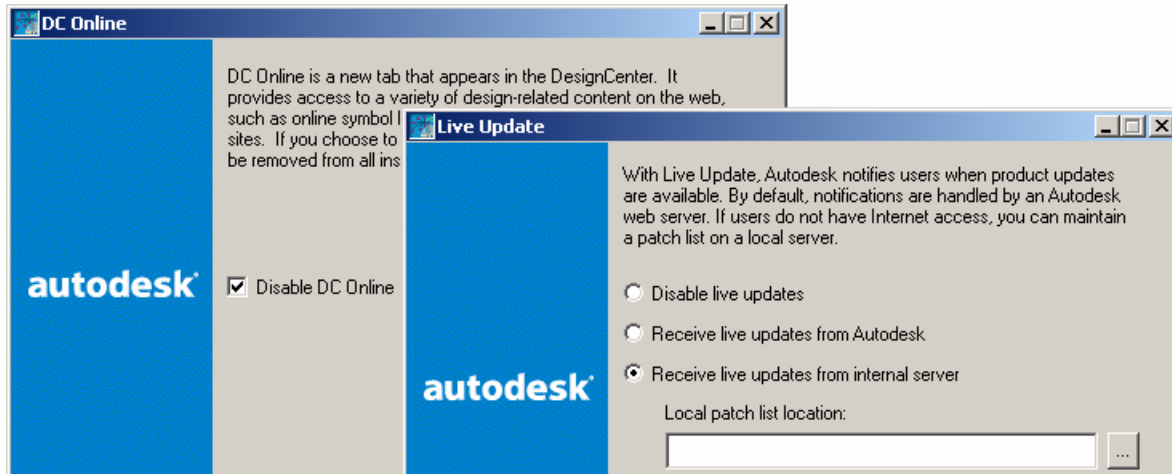 DC Online
DC Online is a new tab that appears in the DesignCenter. It
provides access to a variety of design-related content on the web,
such as online symbol l
sites. If you choose to
be removed from all ins
autodesk
Disable DC Online
Live Update
With Live Update, Autodesk notifies users when product updates
are available. By default, notifications are handled by an Autodesk
web server. If users do not have Internet access, you can maintain
a patch list on a local server.
Disable live updates
Receive live updates from Autodesk
Receive live updates from internal server
autodesk
Local patch list location:
...